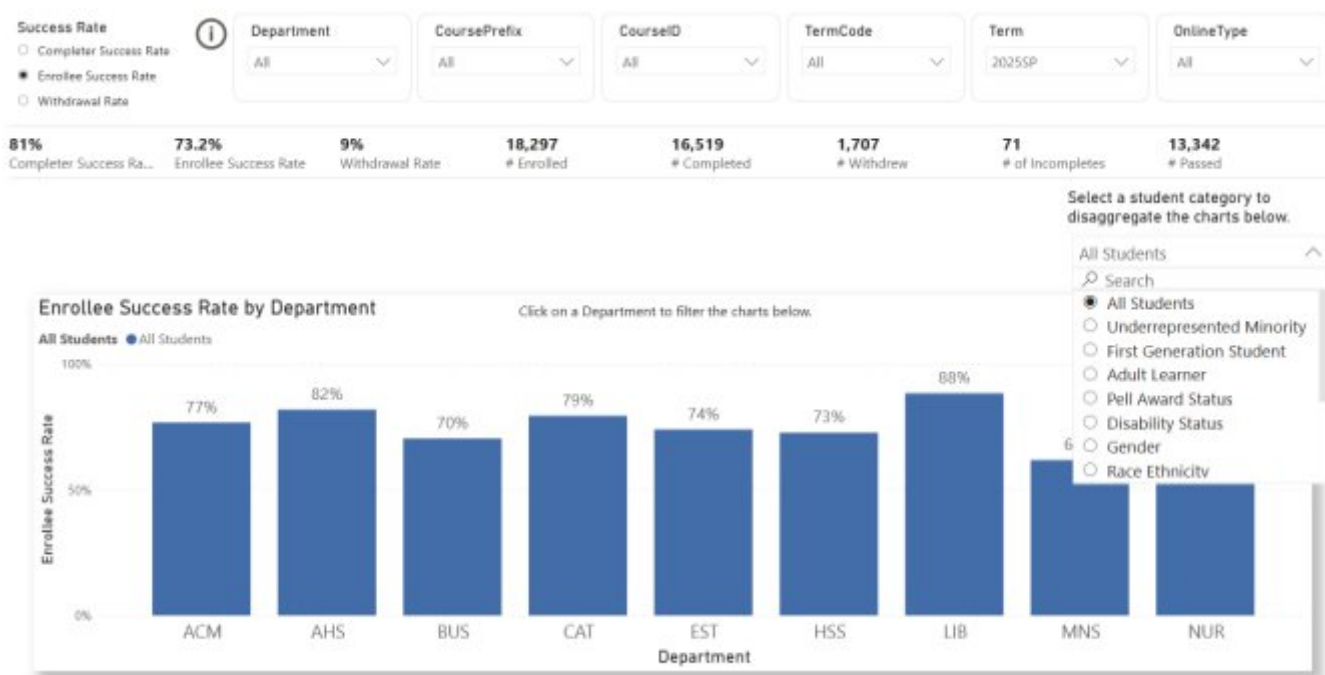 Success Rate
Completer Success Rate
Enrollee Success Rate
Withdrawal Rate
Department
All
CoursePrefix
All
CourseID
All
TermCode
All
Term
2025SP
OnlineType
All
81%
Completer Success Ra...
73.2%
Enrollee Success Rate
9%
Withdrawal Rate
18,297
# Enrolled
16,519
# Completed
1,707
# Withdrew
71
# of Incompletes
13,342
# Passed
Select a student category to
disaggregate the charts below.
All Students
Search
All Students
Underrepresented Minority
First Generation Student
Adult Learner
Pell Award Status
Disability Status
Gender
Race Ethnicity
Enrollee Success Rate by Department
Click on a Department to filter the charts below.
All Students All Students
Enrollee Success Rate
100%
50%
0%
77%
82%
70%
79%
74%
73%
88%
ACM
AHS
BUS
CAT
EST
HSS
LIB
MNS
NUR
Department